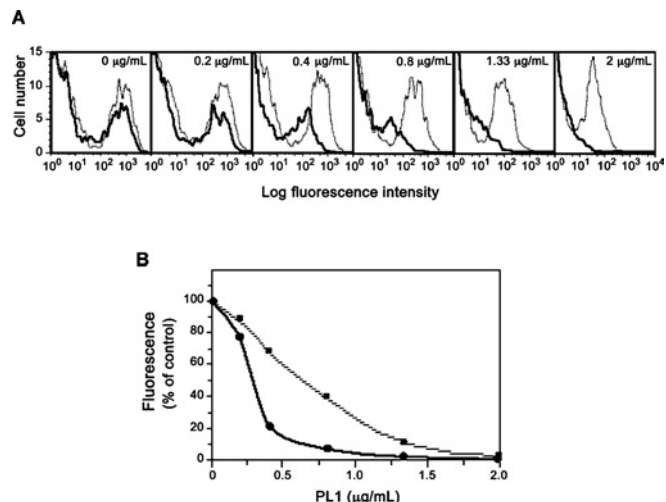 A
0 µg/mL 0.2 µg/mL 0.4 µg/mL 0.8 µg/mL 1.33 µg/mL 2 µg/mL
Cell number
15
10
5
0
10⁰ 10¹ 10² 10³ 10⁰ 10¹ 10² 10³ 10⁰ 10¹ 10² 10³ 10⁰ 10¹ 10² 10³ 10⁰ 10¹ 10² 10³ 10⁰ 10¹ 10² 10³ 10⁴
Log fluorescence intensity
B
Fluorescence
(% of control)
100
80
60
40
20
0
0 0.5 1.0 1.5 2.0
PL1 (µg/mL)